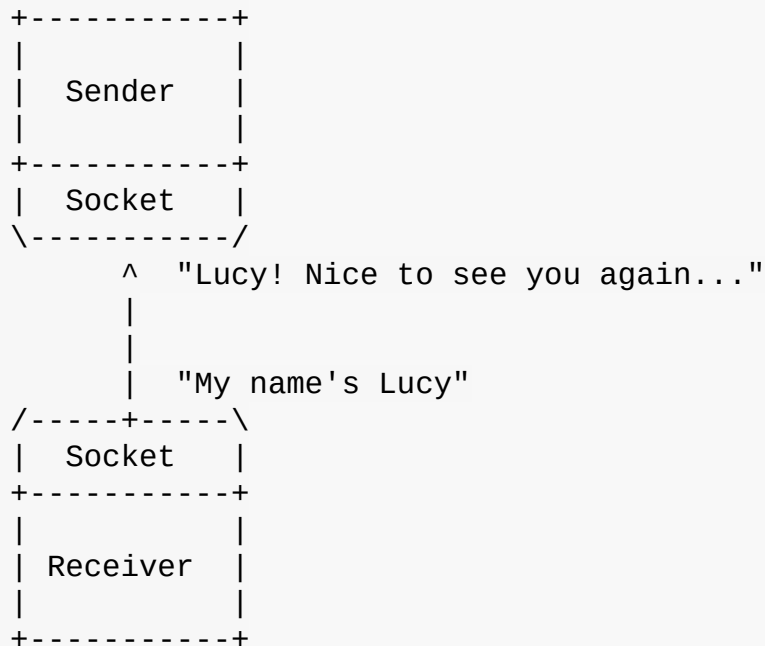 +-----------+
|           |
|  Sender   |
|           |
+-----------+
|  Socket   |
\-----------/
      ^  "Lucy! Nice to see you again..."
      |
      |
      |  "My name's Lucy"
/-----+-----\
|  Socket   |
+-----------+
|           |
| Receiver  |
|           |
+-----------+